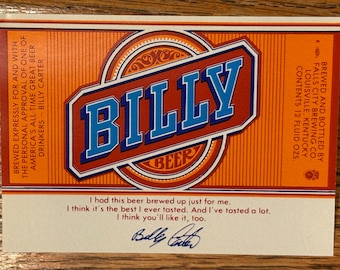 BREWED EXPRESSLY FOR AND WITH
THE PERSONAL APPROVAL OF ONE OF
AMERICA'S ALL-TIME GREAT BEER
DRINKERS - BILLY CARTER.
BILLY
BEER
BREWED AND BOTTLED BY
FALLS CITY BREWING CO.
LOUISVILLE, KENTUCKY
CONTENTS 12 FLUID OZS.
I had this beer brewed up just for me.
I think it's the best I ever tasted. And I've tasted a lot.
I think you'll like it, too.
Billy Carter